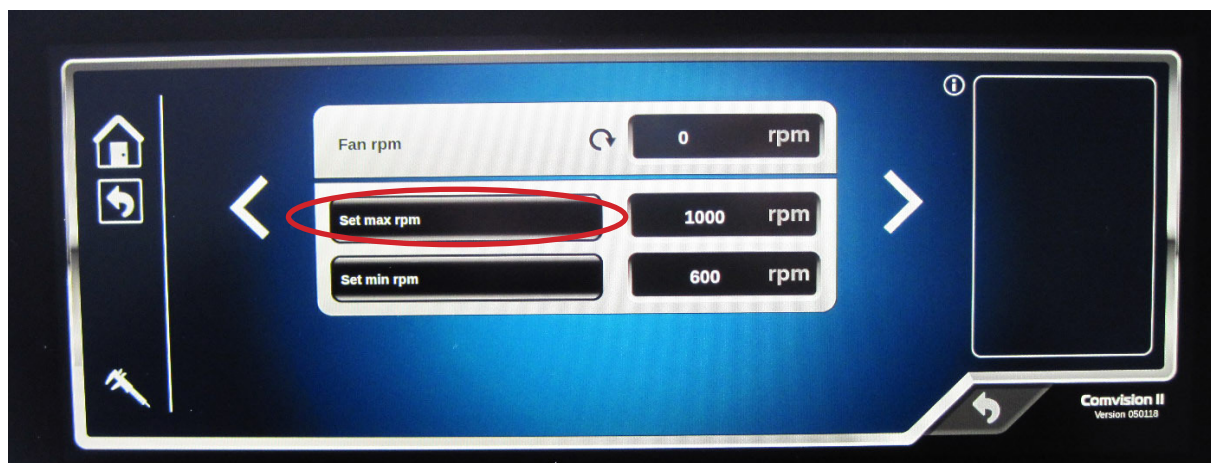 Fan rpm 0 rpm
Set max rpm 1000 rpm
Set min rpm 600 rpm
Comvision II
Version 050118